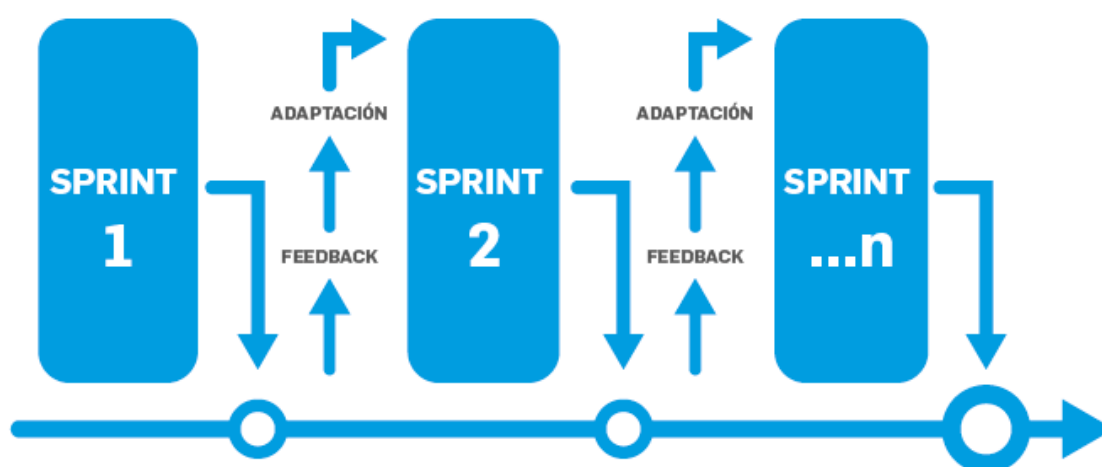 SPRINT
1
ADAPTACIÓN
FEEDBACK
SPRINT
2
ADAPTACIÓN
FEEDBACK
SPRINT
...n